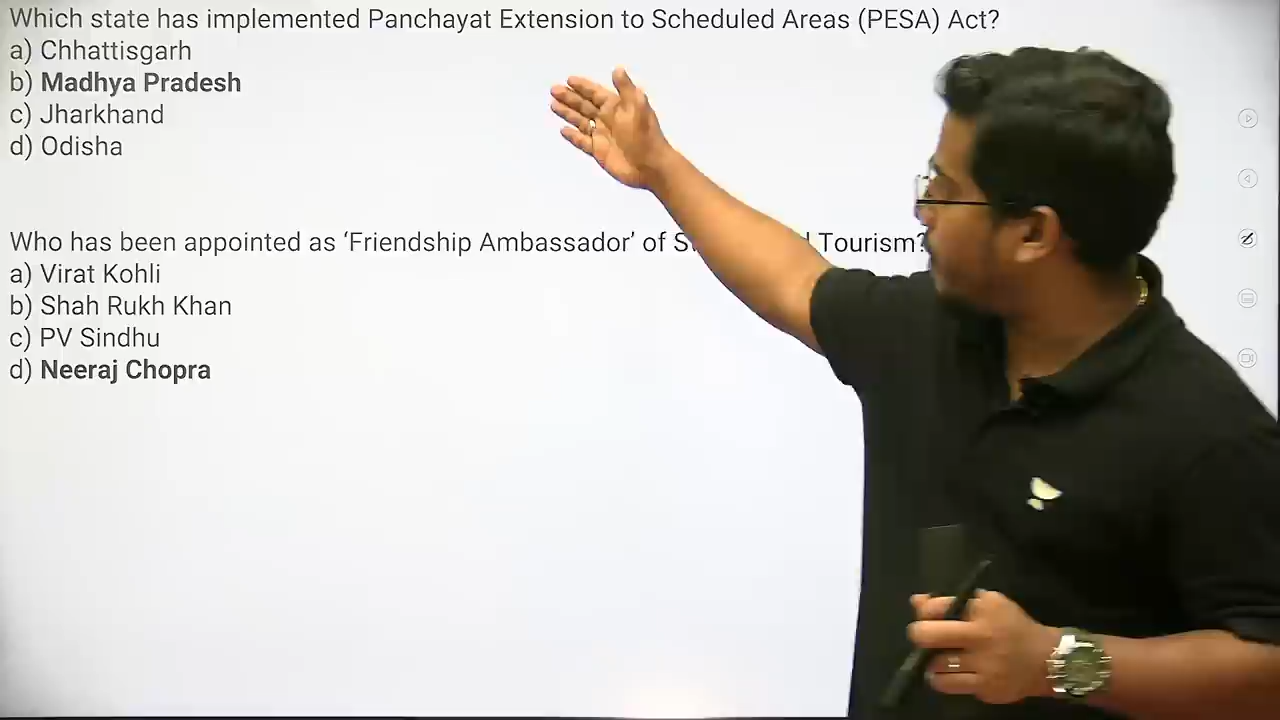 Which state has implemented Panchayat Extension to Scheduled Areas (PESA) Act?
a) Chhattisgarh
b) Madhya Pradesh
c) Jharkhand
d) Odisha
Who has been appointed as ‘Friendship Ambassador’ of Tourism?
a) Virat Kohli
b) Shah Rukh Khan
c) PV Sindhu
d) Neeraj Chopra